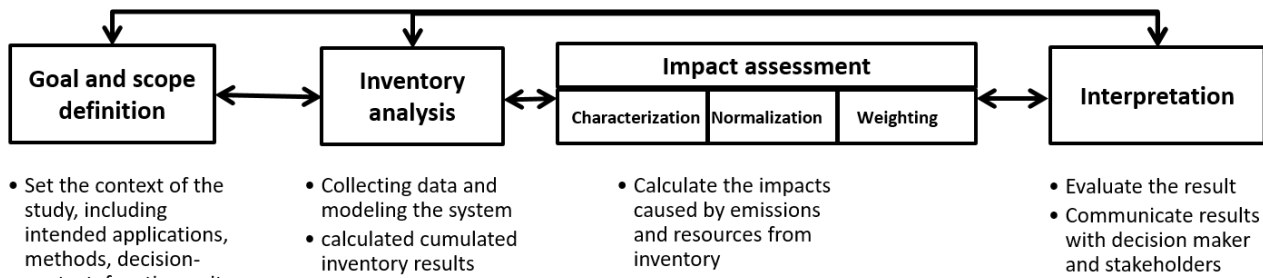 Goal and scope
definition
Inventory
analysis
Impact assessment
Characterization
Normalization
Weighting
Interpretation
• Set the context of the
study, including
intended applications,
methods, decision-
• Collecting data and
modeling the system
• calculated cumulated
inventory results
• Calculate the impacts
caused by emissions
and resources from
inventory
• Evaluate the result
• Communicate results
with decision maker
and stakeholders